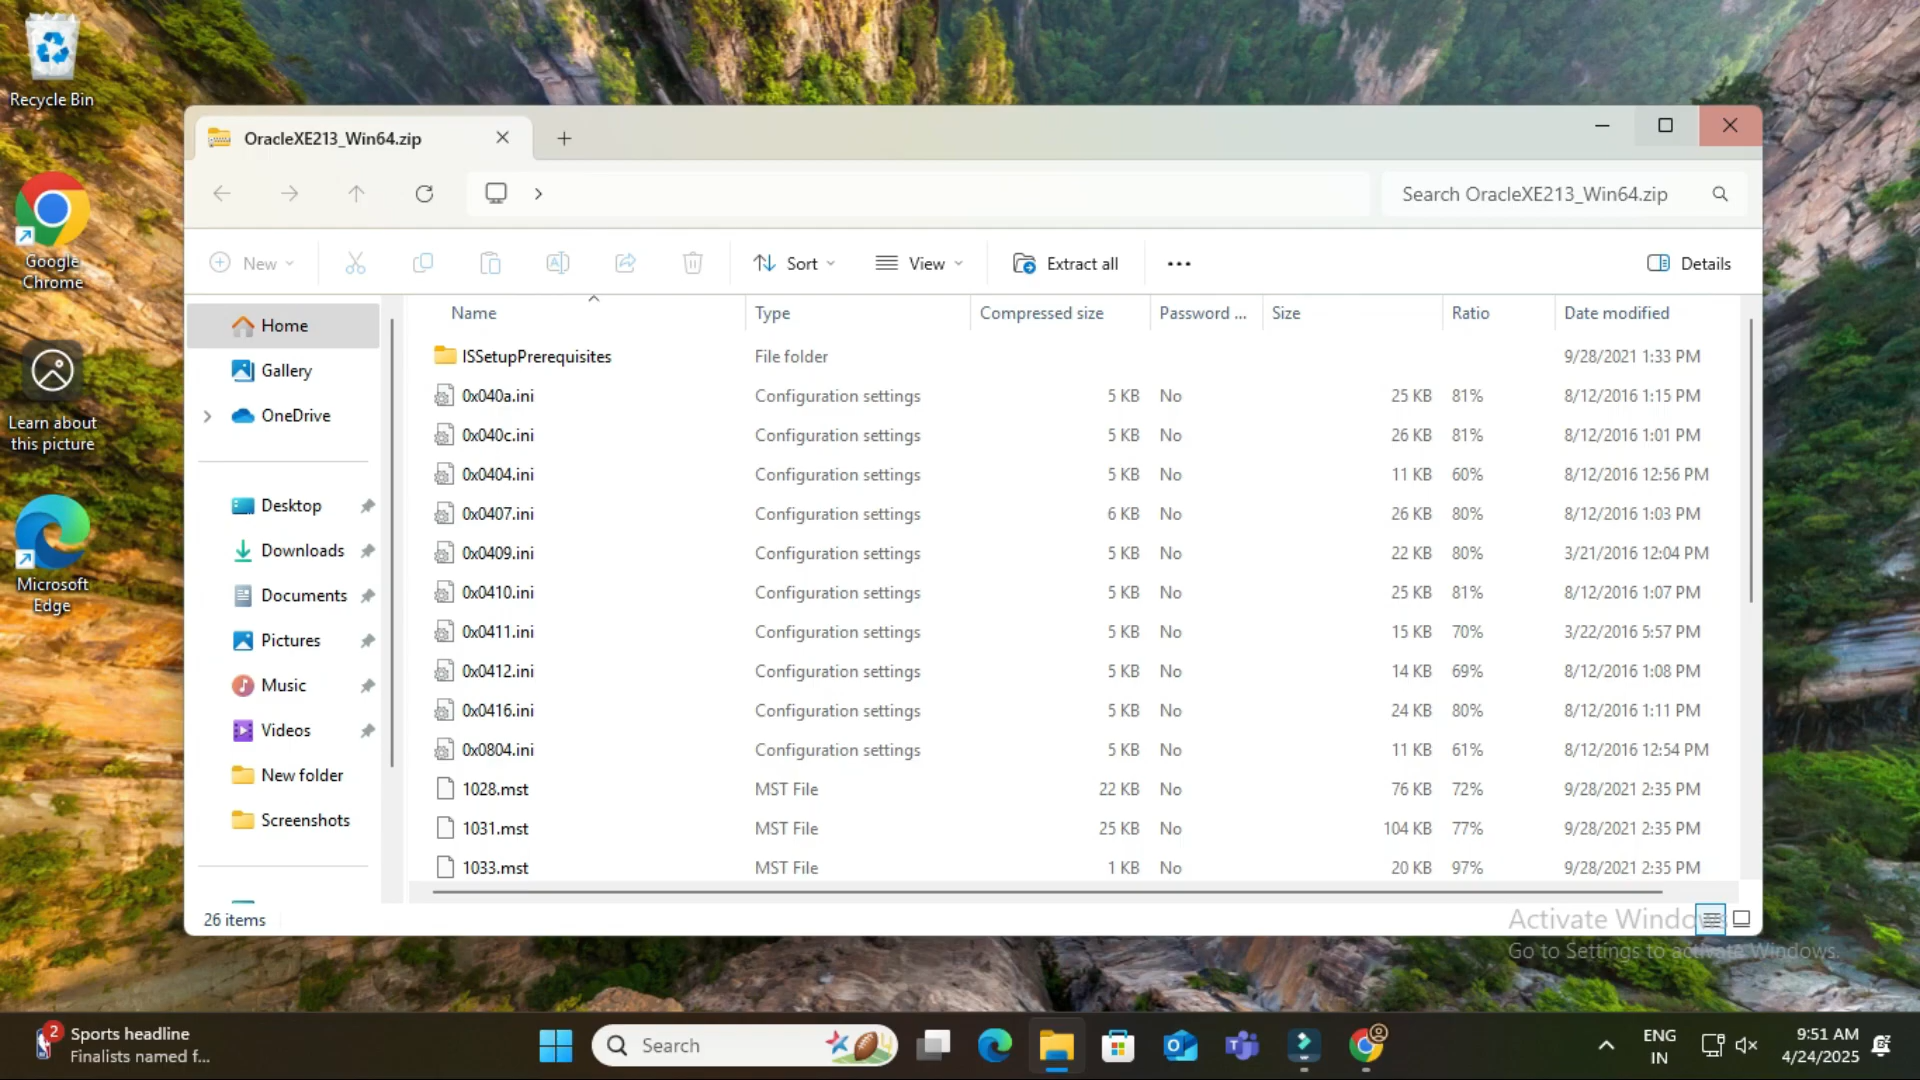 Recycle Bin
Google
Chrome
Learn about
this picture
Microsoft
Edge
OracleXE213_Win64.zip
Search OracleXE213_Win64.zip
New
Sort
View
Extract all
Details
Home
Gallery
OneDrive
Desktop
Downloads
Documents
Pictures
Music
Videos
New folder
Screenshots
Name Type Compressed size Password ... Size Ratio Date modified
ISSetupPrerequisites File folder 9/28/2021 1:33 PM
0x040a.ini Configuration settings 5 KB No 25 KB 81% 8/12/2016 1:15 PM
0x040c.ini Configuration settings 5 KB No 26 KB 81% 8/12/2016 1:01 PM
0x0404.ini Configuration settings 5 KB No 11 KB 60% 8/12/2016 12:56 PM
0x0407.ini Configuration settings 6 KB No 26 KB 80% 8/12/2016 1:03 PM
0x0409.ini Configuration settings 5 KB No 22 KB 80% 3/21/2016 12:04 PM
0x0410.ini Configuration settings 5 KB No 25 KB 81% 8/12/2016 1:07 PM
0x0411.ini Configuration settings 5 KB No 15 KB 70% 3/22/2016 5:57 PM
0x0412.ini Configuration settings 5 KB No 14 KB 69% 8/12/2016 1:08 PM
0x0416.ini Configuration settings 5 KB No 24 KB 80% 8/12/2016 1:11 PM
0x0804.ini Configuration settings 5 KB No 11 KB 61% 8/12/2016 12:54 PM
1028.mst MST File 22 KB No 76 KB 72% 9/28/2021 2:35 PM
1031.mst MST File 25 KB No 104 KB 77% 9/28/2021 2:35 PM
1033.mst MST File 1 KB No 20 KB 97% 9/28/2021 2:35 PM
26 items
Activate Windows
Go to Settings to activate Windows.
2
Sports headline
Finalists named f...
Search
ENG
IN
9:51 AM
4/24/2025